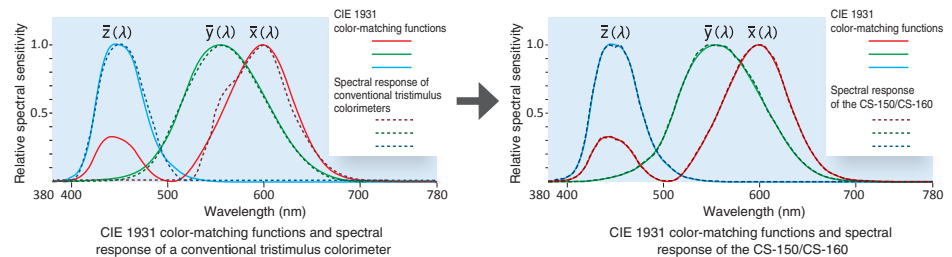 Relative spectral sensitivity
1.0
0.5
z̅ (λ)
y̅ (λ)
x̅ (λ)
CIE 1931
color-matching functions
Spectral response of
conventional tristimulus
colorimeters
380 400 500 600 700 780
Wavelength (nm)
CIE 1931 color-matching functions and spectral
response of a conventional tristimulus colorimeter
Relative spectral sensitivity
1.0
0.5
z̅ (λ)
y̅ (λ)
x̅ (λ)
CIE 1931
color-matching functions
Spectral response
of the CS-150/CS-160
380 400 500 600 700 780
Wavelength (nm)
CIE 1931 color-matching functions and spectral
response of the CS-150/CS-160